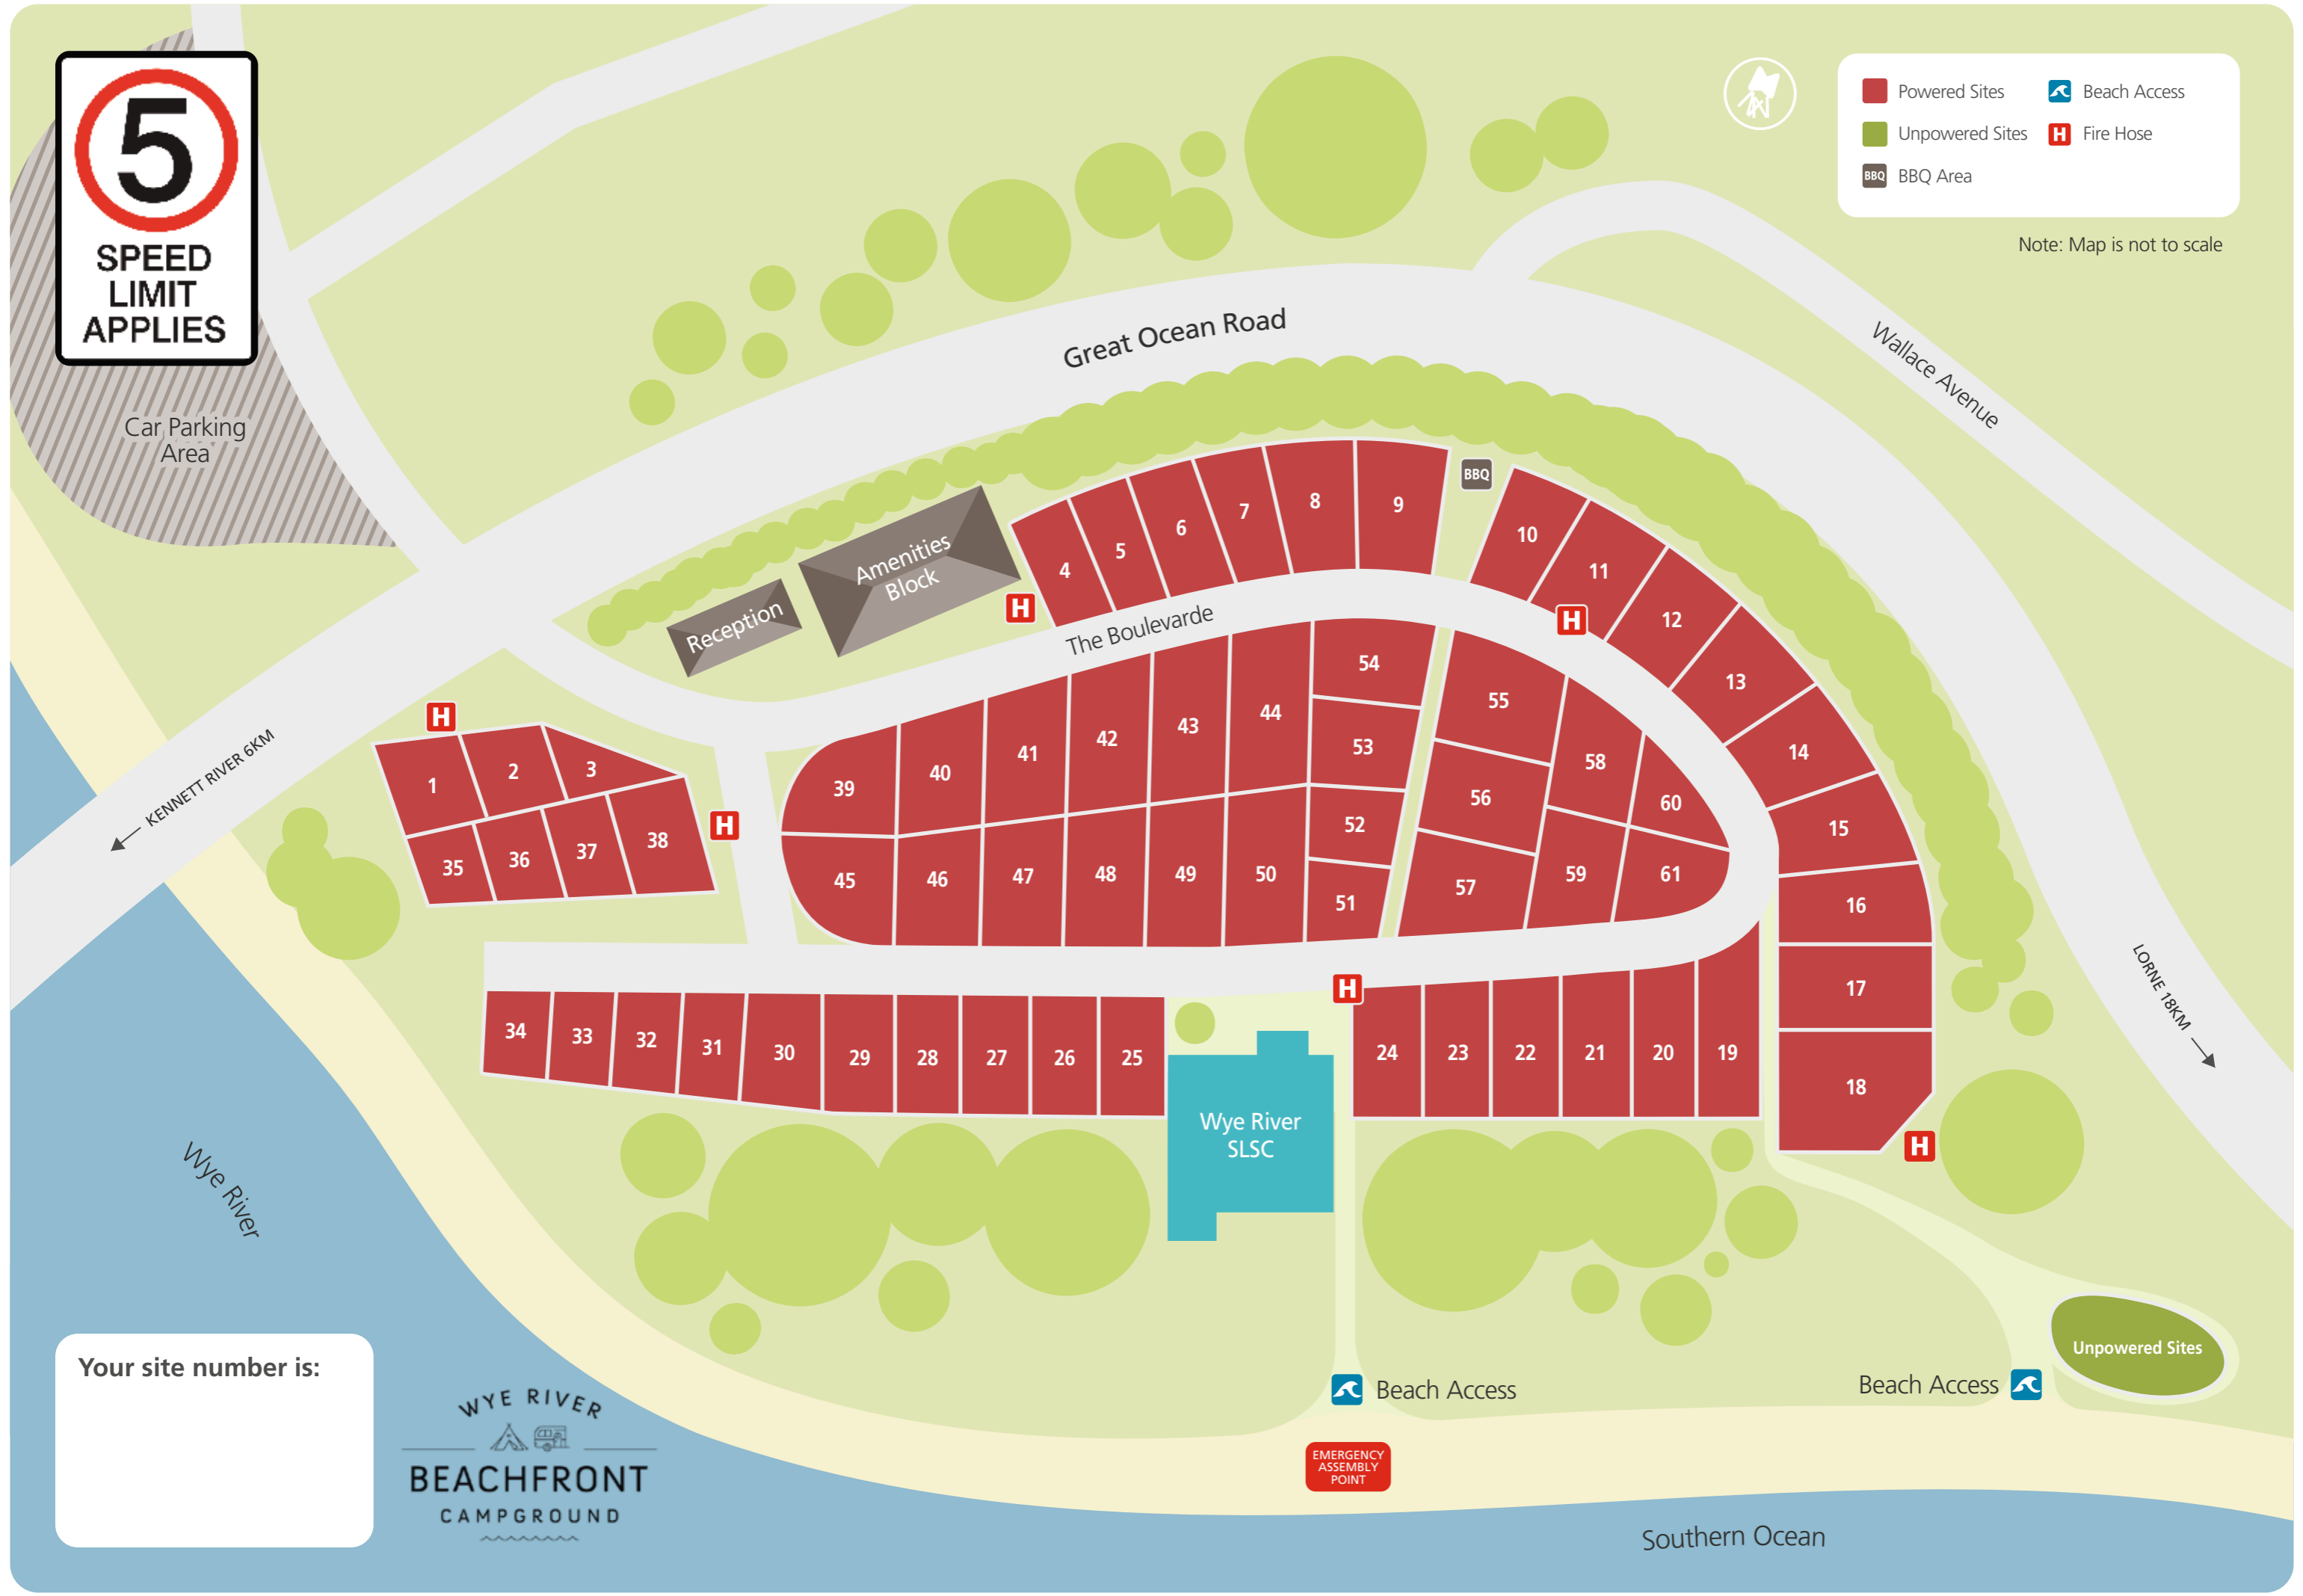 5
SPEED
LIMIT
APPLIES
Powered Sites
Beach Access
Unpowered Sites
H Fire Hose
BBQ BBQ Area
Note: Map is not to scale
Car Parking
Area
Great Ocean Road
Wallace Avenue
BBQ
Amenities
Block
Reception
The Boulevarde
4
5
6
7
8
9
10
11
12
13
14
15
16
17
18
H
H
H
H
H
H
KENNETT RIVER 6KM
LORNE 18KM
1
2
3
35
36
37
38
39
40
41
42
43
44
54
53
52
51
45
46
47
48
49
50
55
56
57
58
59
60
61
34
33
32
31
30
29
28
27
26
25
24
23
22
21
20
19
Wye River
SLSC
Wye River
Unpowered Sites
Beach Access
Beach Access
EMERGENCY
ASSEMBLY
POINT
Southern Ocean
Your site number is:
WYE RIVER
BEACHFRONT
CAMPGROUND